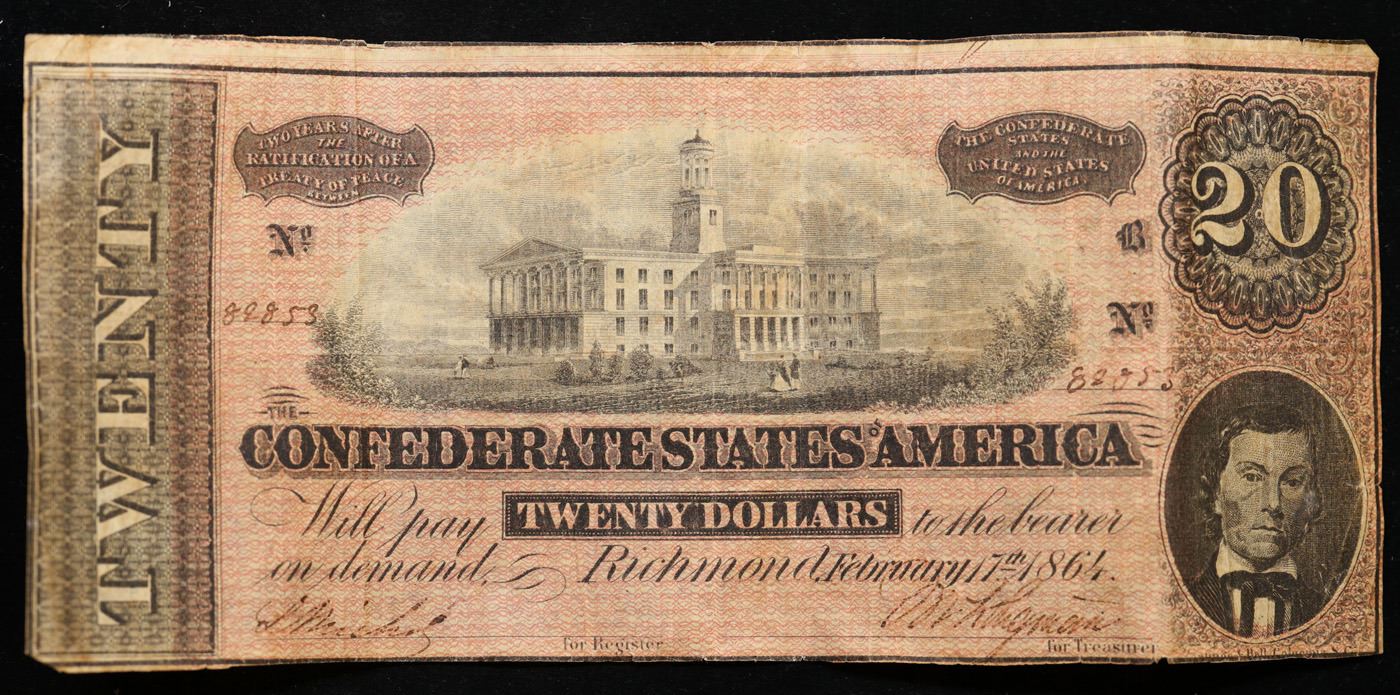 TWENTY
TWO YEARS AFTER
THE
RATIFICATION OF A
TREATY OF PEACE
BETWEEN
THE CONFEDERATE
STATES
AND THE
UNITED STATES
OF AMERICA
20
No.
B
82853
No.
82853
THE
CONFEDERATE STATES OF AMERICA
Will pay TWENTY DOLLARS to the bearer
on demand, Richmond, February 17th 1864.
for Register
for Treasurer